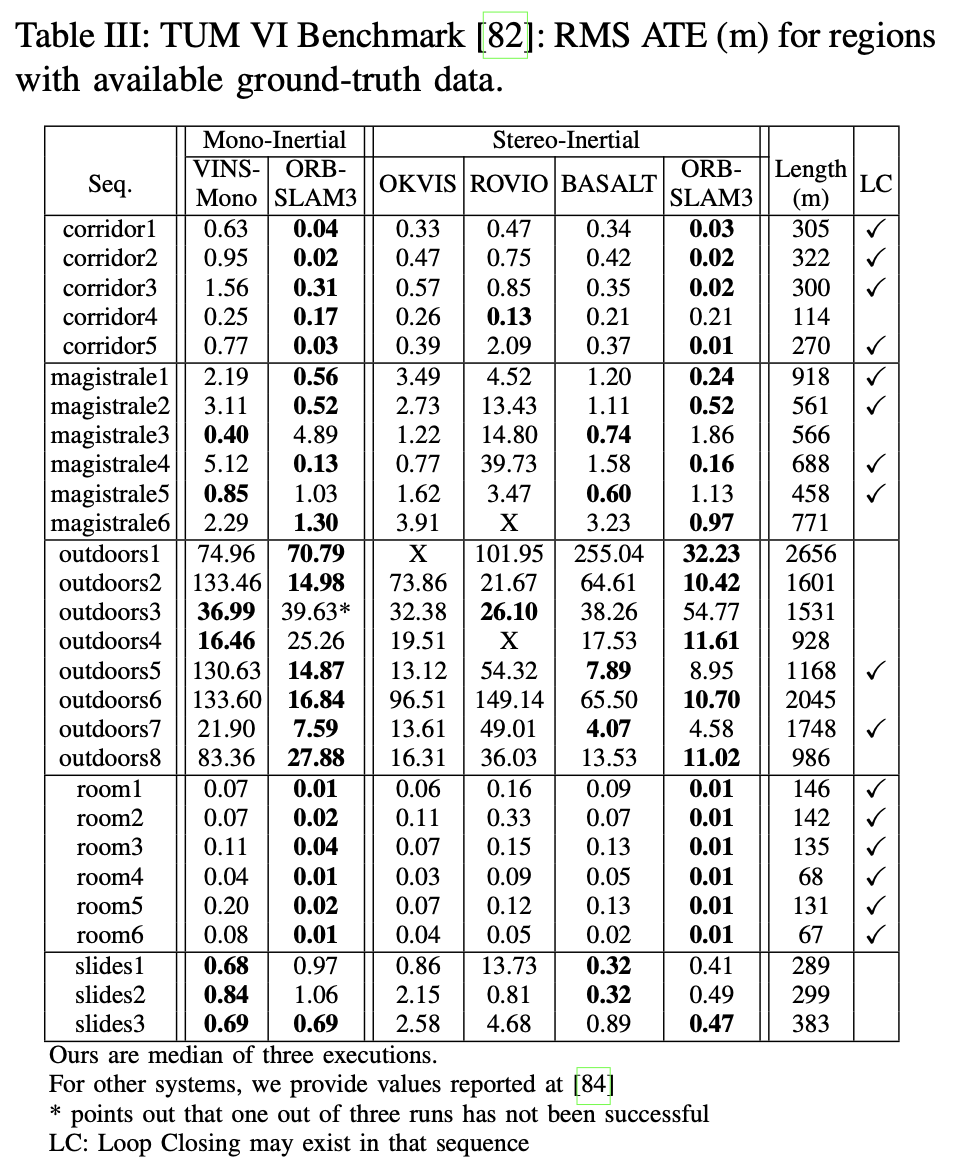 Table III: TUM VI Benchmark [82]: RMS ATE (m) for regions
with available ground-truth data.
Mono-Inertial Stereo-Inertial
Seq. VINS-Mono ORB-SLAM3 OKVIS ROVIO BASALT ORB-SLAM3 Length (m) LC
corridor1 0.63 0.04 0.33 0.47 0.34 0.03 305 ✓
corridor2 0.95 0.02 0.47 0.75 0.42 0.02 322 ✓
corridor3 1.56 0.31 0.57 0.85 0.35 0.02 300 ✓
corridor4 0.25 0.17 0.26 0.13 0.21 0.21 114
corridor5 0.77 0.03 0.39 2.09 0.37 0.01 270 ✓
magistrale1 2.19 0.56 3.49 4.52 1.20 0.24 918 ✓
magistrale2 3.11 0.52 2.73 13.43 1.11 0.52 561 ✓
magistrale3 0.40 4.89 1.22 14.80 0.74 1.86 566
magistrale4 5.12 0.13 0.77 39.73 1.58 0.16 688 ✓
magistrale5 0.85 1.03 1.62 3.47 0.60 1.13 458 ✓
magistrale6 2.29 1.30 3.91 X 3.23 0.97 771
outdoors1 74.96 70.79 X 101.95 255.04 32.23 2656
outdoors2 133.46 14.98 73.86 21.67 64.61 10.42 1601
outdoors3 36.99 39.63* 32.38 26.10 38.26 54.77 1531
outdoors4 16.46 25.26 19.51 X 17.53 11.61 928
outdoors5 130.63 14.87 13.12 54.32 7.89 8.95 1168 ✓
outdoors6 133.60 16.84 96.51 149.14 65.50 10.70 2045
outdoors7 21.90 7.59 13.61 49.01 4.07 4.58 1748 ✓
outdoors8 83.36 27.88 16.31 36.03 13.53 11.02 986
room1 0.07 0.01 0.06 0.16 0.09 0.01 146 ✓
room2 0.07 0.02 0.11 0.33 0.07 0.01 142 ✓
room3 0.11 0.04 0.07 0.15 0.13 0.01 135 ✓
room4 0.04 0.01 0.03 0.09 0.05 0.01 68 ✓
room5 0.20 0.02 0.07 0.12 0.13 0.01 131 ✓
room6 0.08 0.01 0.04 0.05 0.02 0.01 67 ✓
slides1 0.68 0.97 0.86 13.73 0.32 0.41 289
slides2 0.84 1.06 2.15 0.81 0.32 0.49 299
slides3 0.69 0.69 2.58 4.68 0.89 0.47 383
Ours are median of three executions.
For other systems, we provide values reported at [84]
* points out that one out of three runs has not been successful
LC: Loop Closing may exist in that sequence